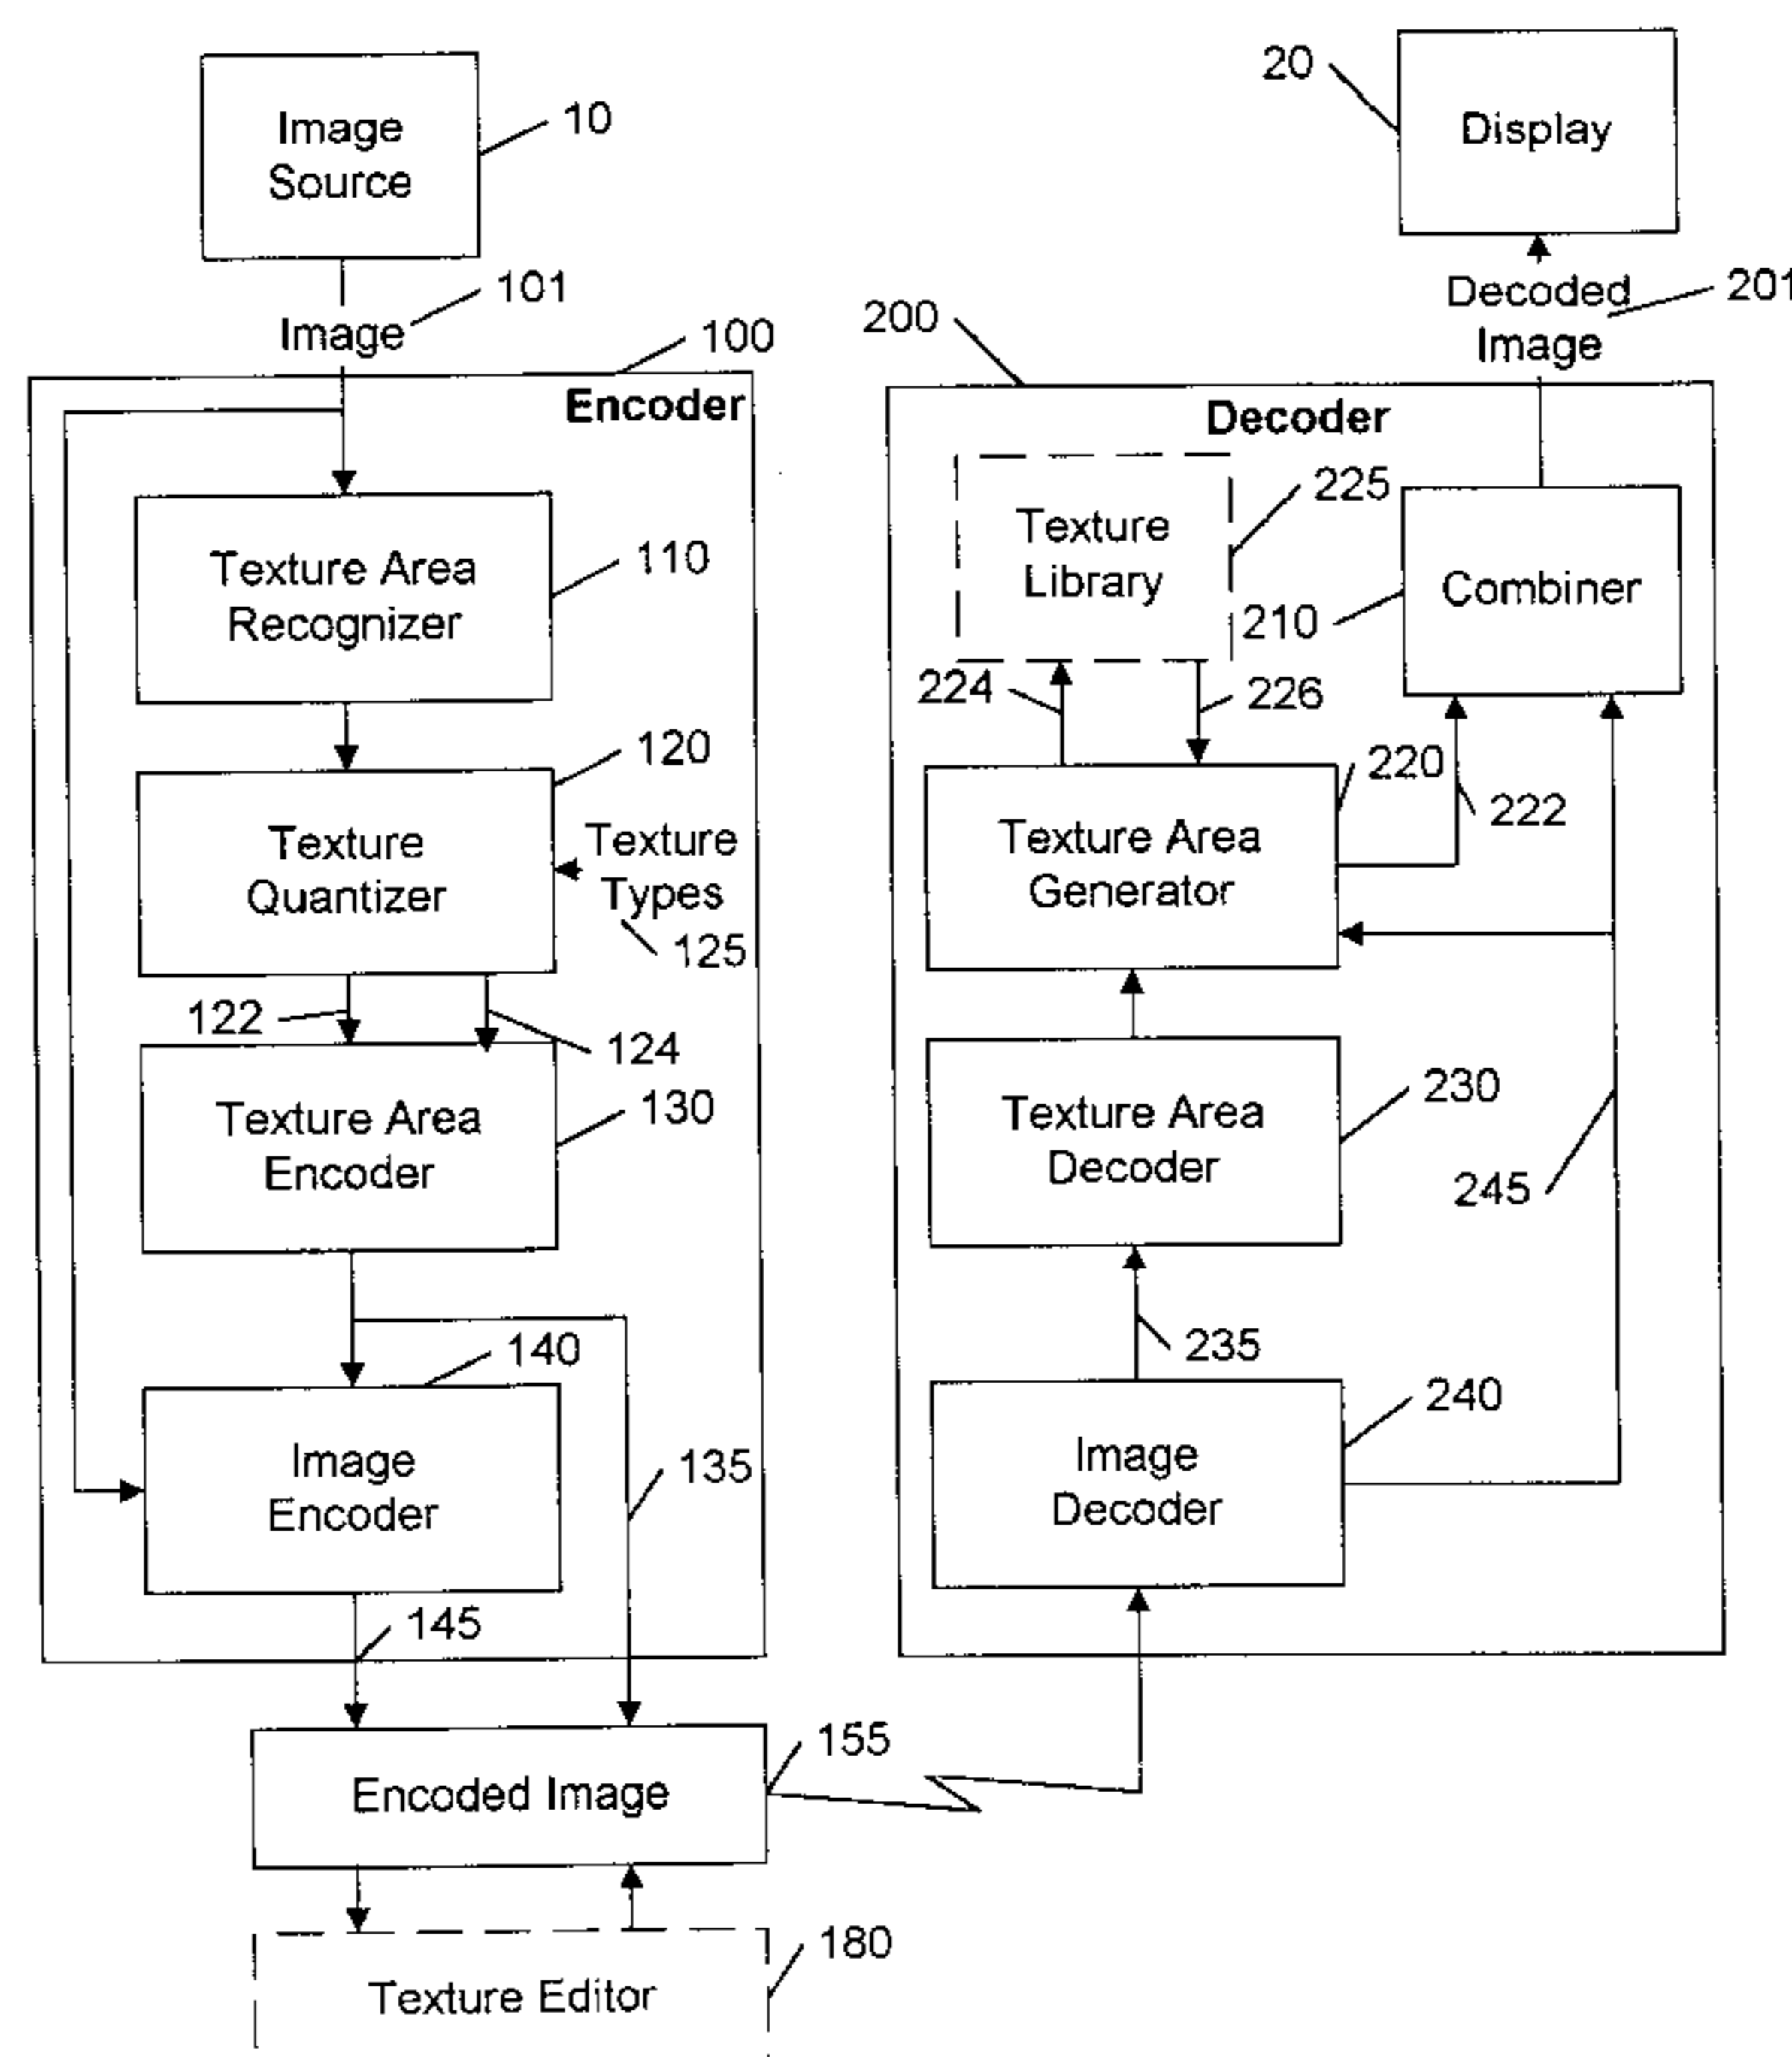 Image
Source
10
Image
101
100
Encoder
Texture Area
Recognizer
110
Texture
Quantizer
120
Texture
Types
125
122
124
Texture Area
Encoder
130
Image
Encoder
140
135
145
Encoded Image
155
Texture Editor
180
20
Display
Decoded
Image
201
200
Decoder
Texture
Library
225
210
Combiner
224
226
Texture Area
Generator
220
222
Texture Area
Decoder
230
245
235
Image
Decoder
240